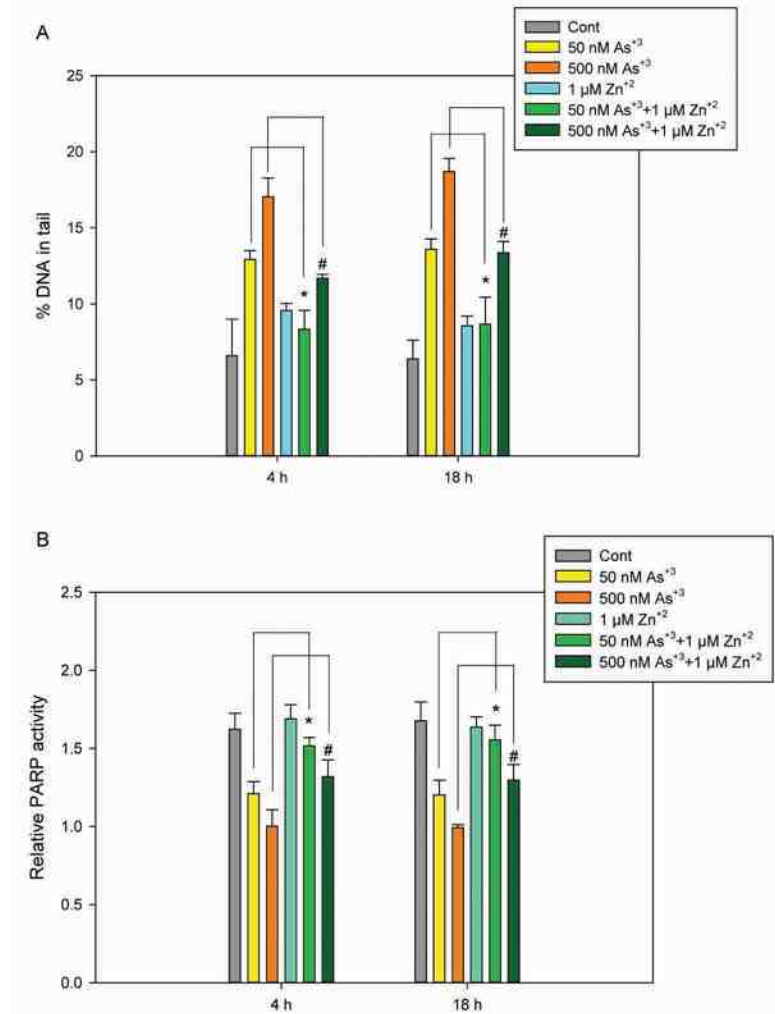 A
Cont
50 nM As⁺³
500 nM As⁺³
1 µM Zn⁺²
50 nM As⁺³+1 µM Zn⁺²
500 nM As⁺³+1 µM Zn⁺²
25
20
15
10
5
0
% DNA in tail
*
#
*
#
4 h
18 h
B
Cont
50 nM As⁺³
500 nM As⁺³
1 µM Zn⁺²
50 nM As⁺³+1 µM Zn⁺²
500 nM As⁺³+1 µM Zn⁺²
2.5
2.0
1.5
1.0
0.5
0.0
Relative PARP activity
*
#
*
#
4 h
18 h